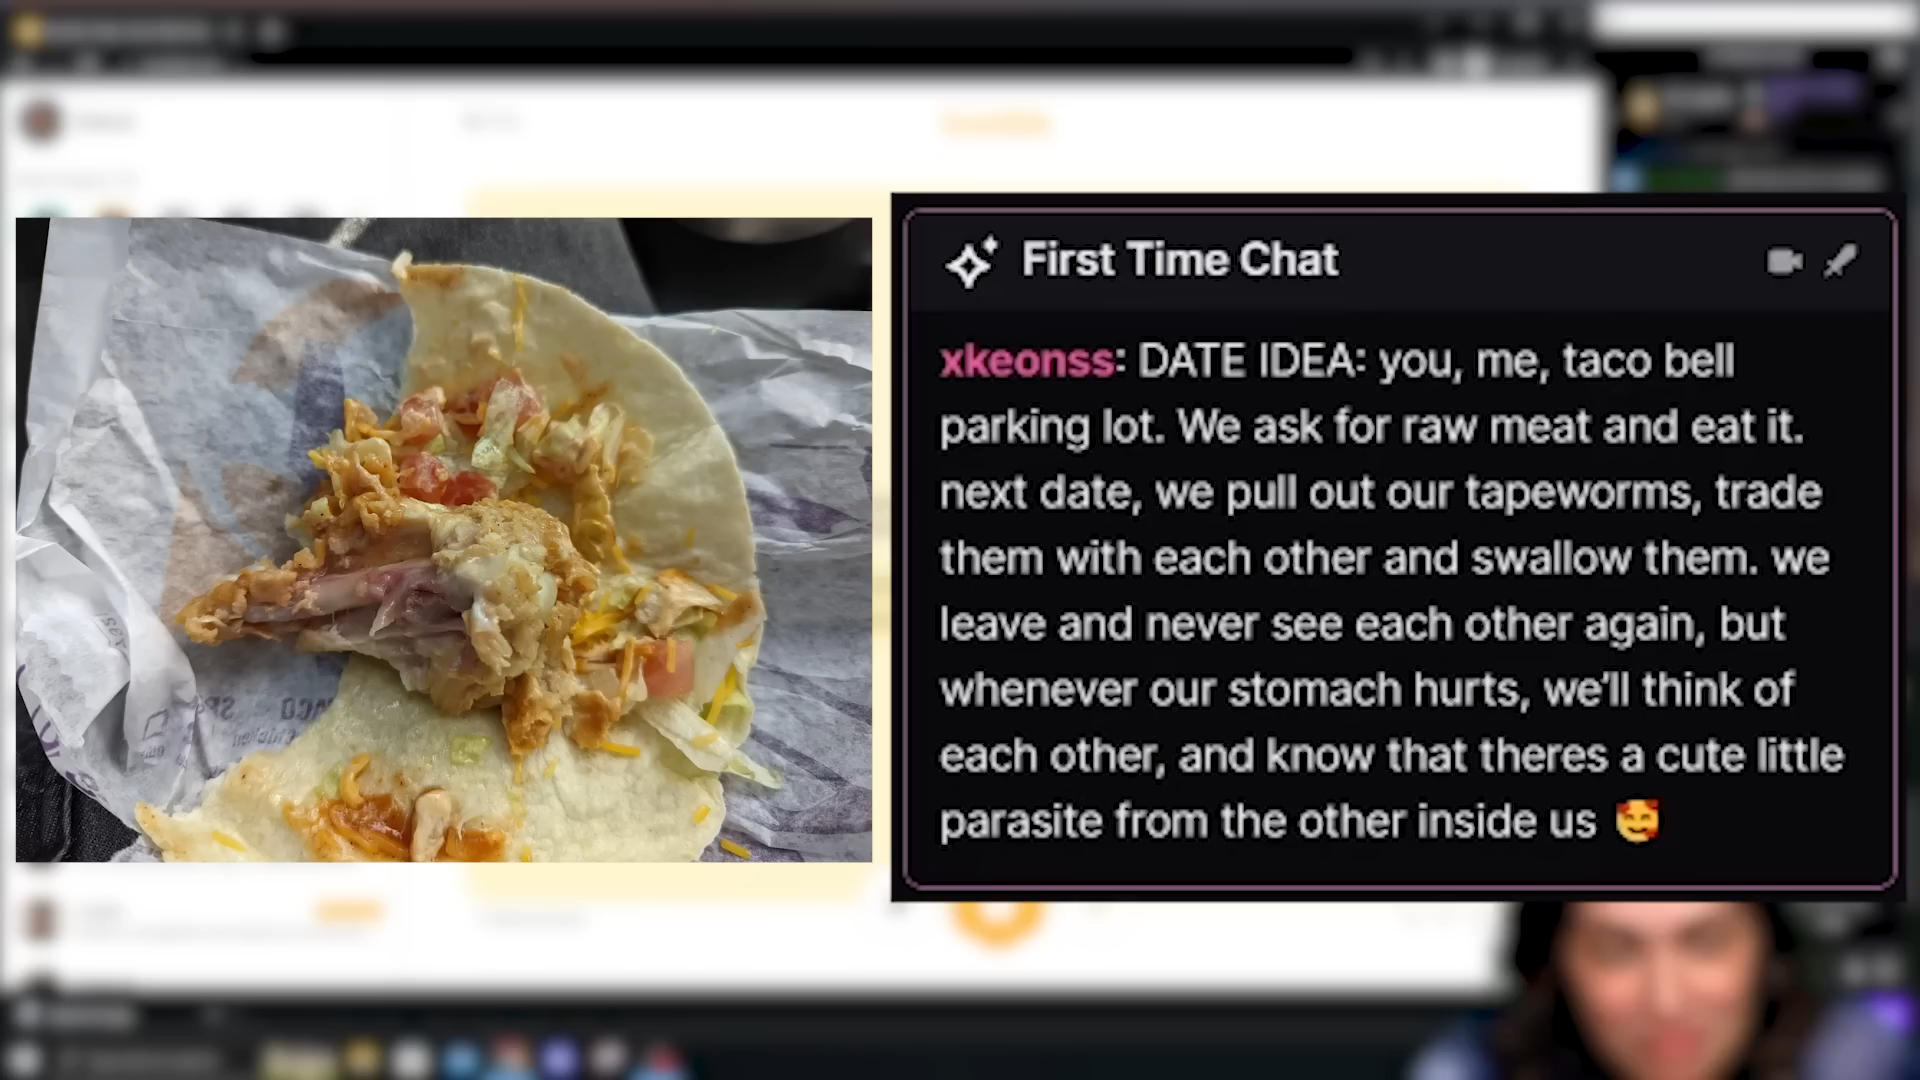 First Time Chat
xkeonss: DATE IDEA: you, me, taco bell
parking lot. We ask for raw meat and eat it.
next date, we pull out our tapeworms, trade
them with each other and swallow them. we
leave and never see each other again, but
whenever our stomach hurts, we'll think of
each other, and know that theres a cute little
parasite from the other inside us 🥰